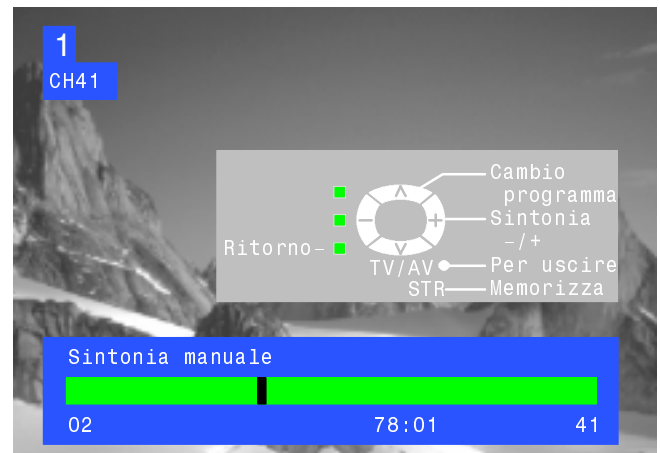 1
CH41
Cambio
programma
Sintonia
-/+
Ritorno-
TV/AV Per uscire
STR Memorizza
Sintonia manuale
02 78:01 41